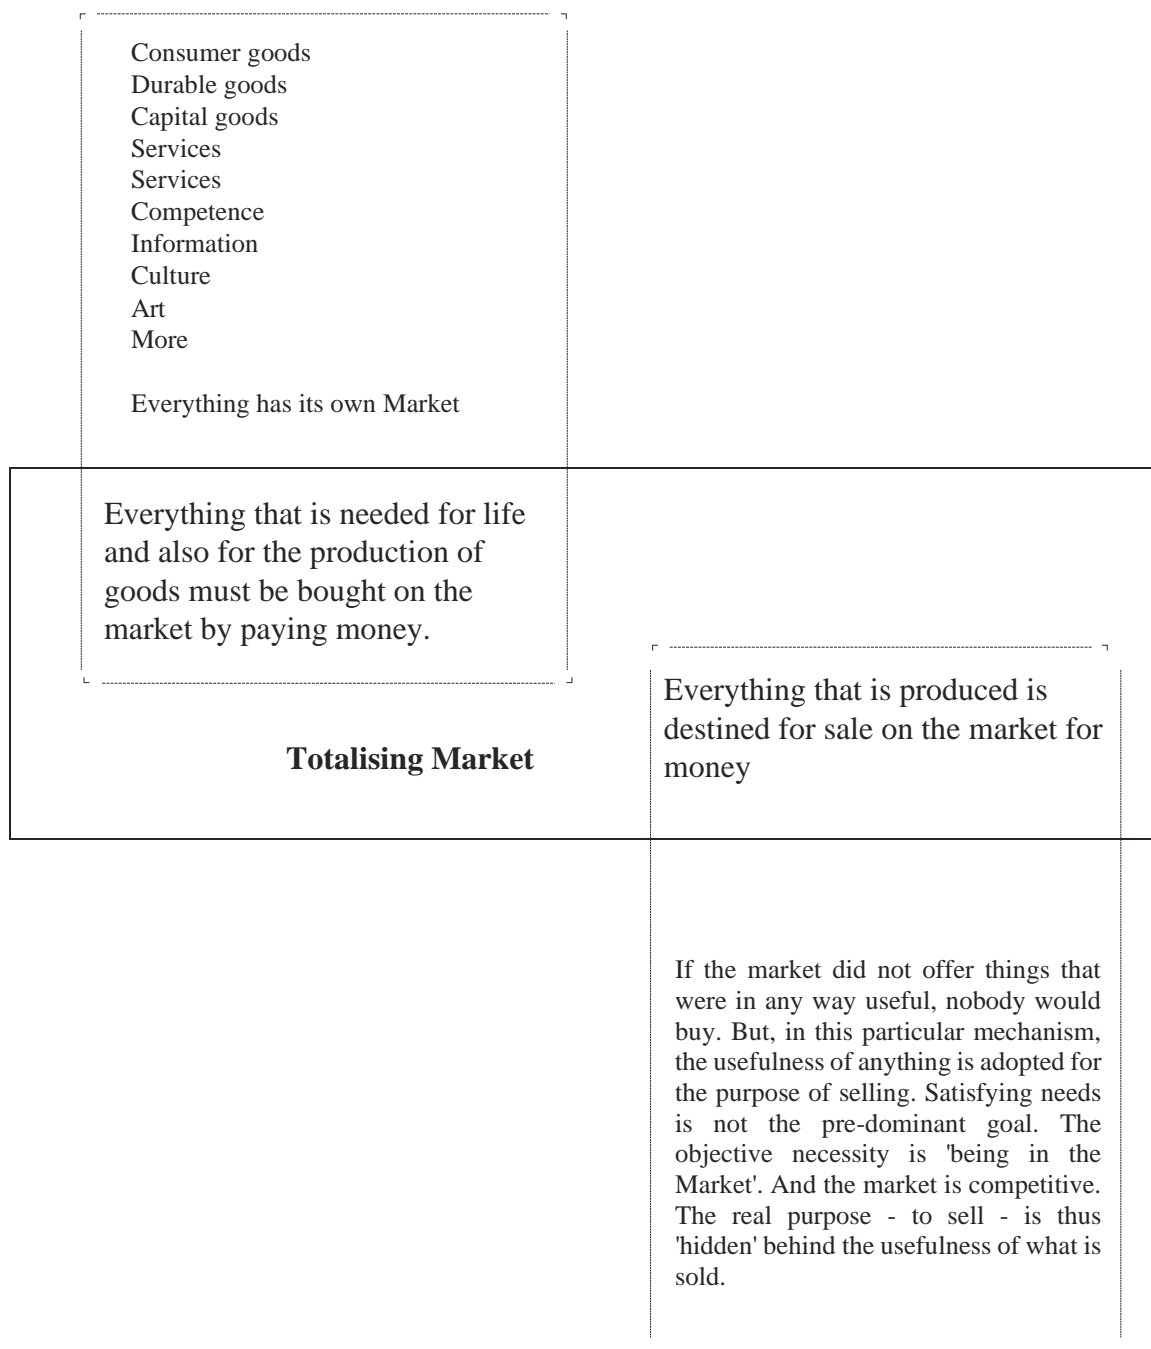 Consumer goods
Durable goods
Capital goods
Services
Services
Competence
Information
Culture
Art
More
Everything has its own Market
Everything that is needed for life
and also for the production of
goods must be bought on the
market by paying money.
Everything that is produced is
destined for sale on the market for
money
Totalising Market
If the market did not offer things that
were in any way useful, nobody would
buy. But, in this particular mechanism,
the usefulness of anything is adopted for
the purpose of selling. Satisfying needs
is not the pre-dominant goal. The
objective necessity is 'being in the
Market'. And the market is competitive.
The real purpose - to sell - is thus
'hidden' behind the usefulness of what is
sold.